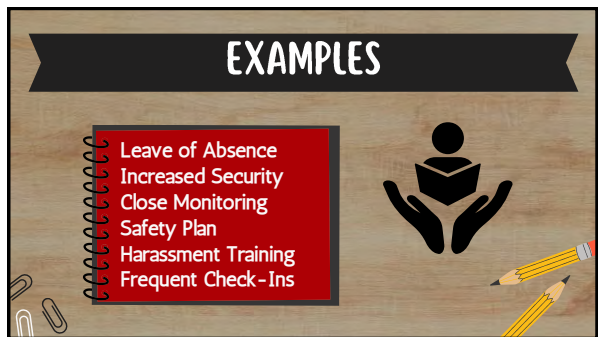 EXAMPLES
Leave of Absence
Increased Security
Close Monitoring
Safety Plan
Harassment Training
Frequent Check-Ins